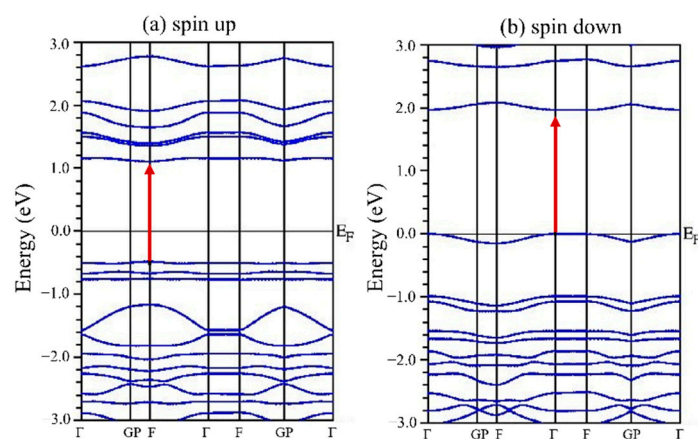 (a) spin up
(b) spin down
Energy (eV)
3.0
2.0
1.0
0.0
−1.0
−2.0
−3.0
E_F
Γ GP F Γ F GP Γ
Energy (eV)
3.0
2.0
1.0
0.0
−1.0
−2.0
−3.0
E_F
Γ GP F Γ F GP Γ